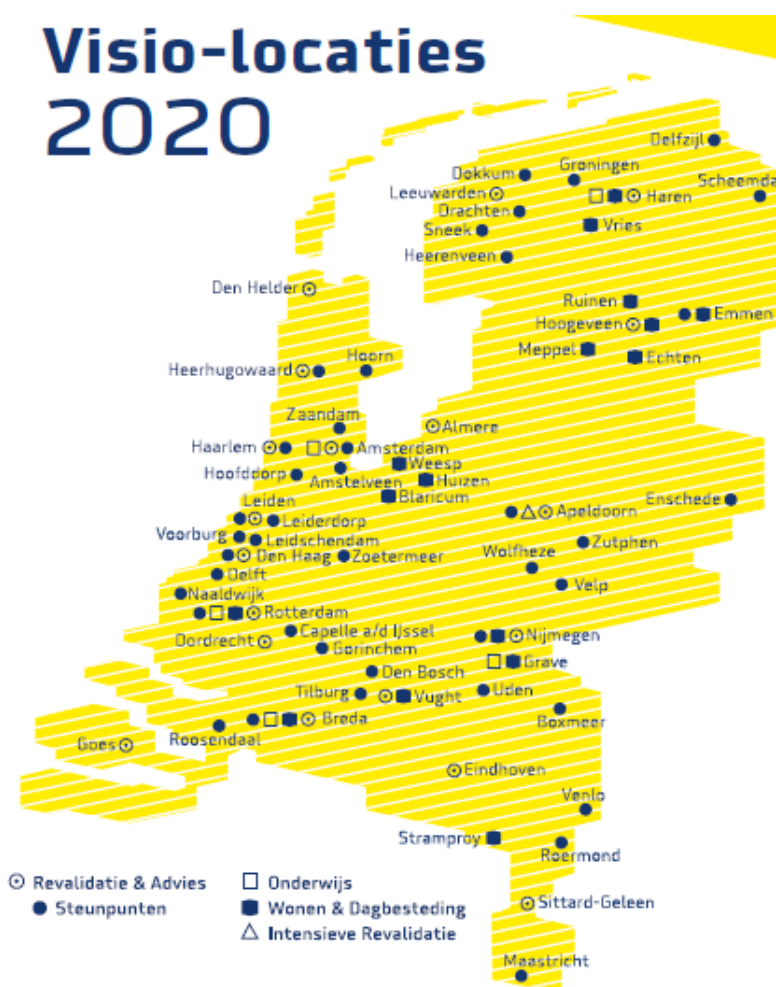 Visio-locaties
2020
Delfzijl
Groningen
Dokkum
Scheemda
Leeuwarden
Haren
Drachten
Vries
Sneek
Heerenveen
Den Helder
Ruinen
Emmen
Hoogeveen
Meppel
Echten
Hoorn
Heerhugowaard
Zaandam
Almere
Haarlem
Amsterdam
Weesp
Hoofddorp
Amstelveen
Huizen
Blaricum
Leiden
Enschede
Apeldoorn
Leiderdorp
Voorburg
Leidschendam
Zutphen
Wolfheze
Den Haag
Zoetermeer
Delft
Velp
Naaldwijk
Rotterdam
Capelle a/d IJssel
Nijmegen
Dordrecht
Gorinchem
Grave
Den Bosch
Tilburg
Vught
Uden
Breda
Boxmeer
Roosendaal
Goes
Eindhoven
Venlo
Stramproy
Roermond
Revalidatie & Advies
Onderwijs
Steunpunten
Wonen & Dagbesteding
Intensieve Revalidatie
Sittard-Geleen
Maastricht